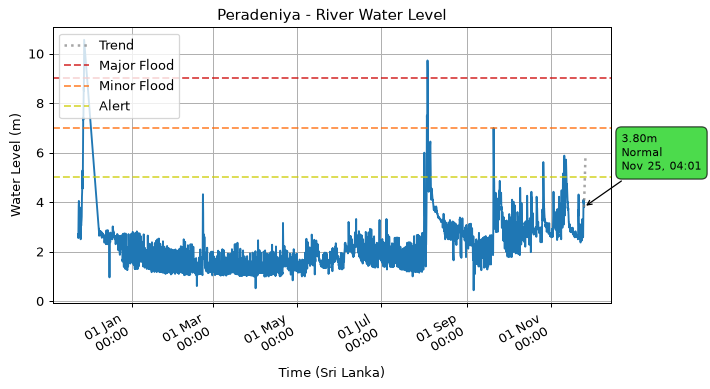 Peradeniya - River Water Level
Trend
Major Flood
Minor Flood
Alert
10
8
6
4
2
0
Water Level (m)
3.80m
Normal
Nov 25, 04:01
01 Jan
00:00
01 Mar
00:00
01 May
00:00
01 Jul
00:00
01 Sep
00:00
01 Nov
00:00
Time (Sri Lanka)